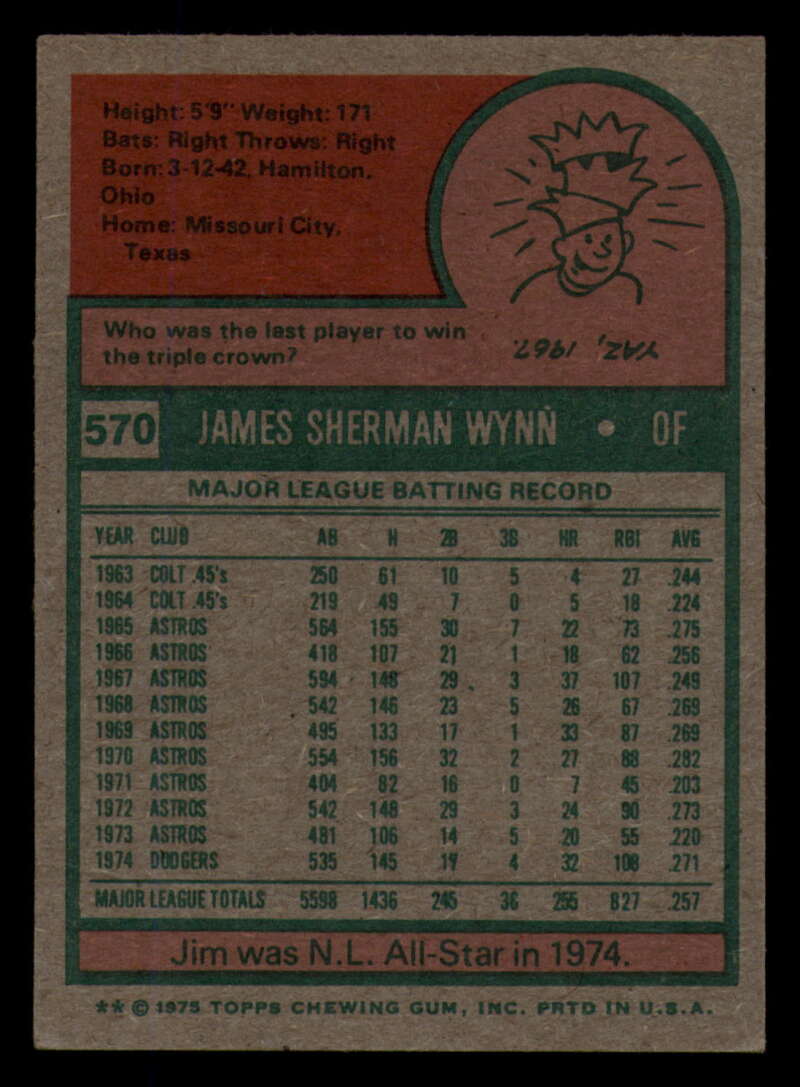 Height: 5'9" Weight: 171
Bats: Right Throws: Right
Born: 3-12-42, Hamilton,
Ohio
Home: Missouri City,
Texas
Who was the last player to win
the triple crown?
YAZ, 1967.
570 JAMES SHERMAN WYNN • OF
MAJOR LEAGUE BATTING RECORD
YEAR CLUB AB H 2B 3B HR RBI AVG
1963 COLT .45's 250 61 10 5 4 27 .244
1964 COLT .45's 219 49 7 0 5 18 .224
1965 ASTROS 564 155 30 7 22 73 .275
1966 ASTROS 418 107 21 1 18 62 .256
1967 ASTROS 594 148 29 3 37 107 .249
1968 ASTROS 542 146 23 5 26 67 .269
1969 ASTROS 495 133 17 1 33 87 .269
1970 ASTROS 554 156 32 2 27 88 .282
1971 ASTROS 404 82 16 0 7 45 .203
1972 ASTROS 542 148 29 3 24 90 .273
1973 ASTROS 481 106 14 5 20 55 .220
1974 DODGERS 535 145 17 4 32 108 .271
MAJOR LEAGUE TOTALS 5598 1436 245 36 255 827 .257
Jim was N.L. All-Star in 1974.
** © 1975 TOPPS CHEWING GUM, INC. PRTD IN U.S.A.